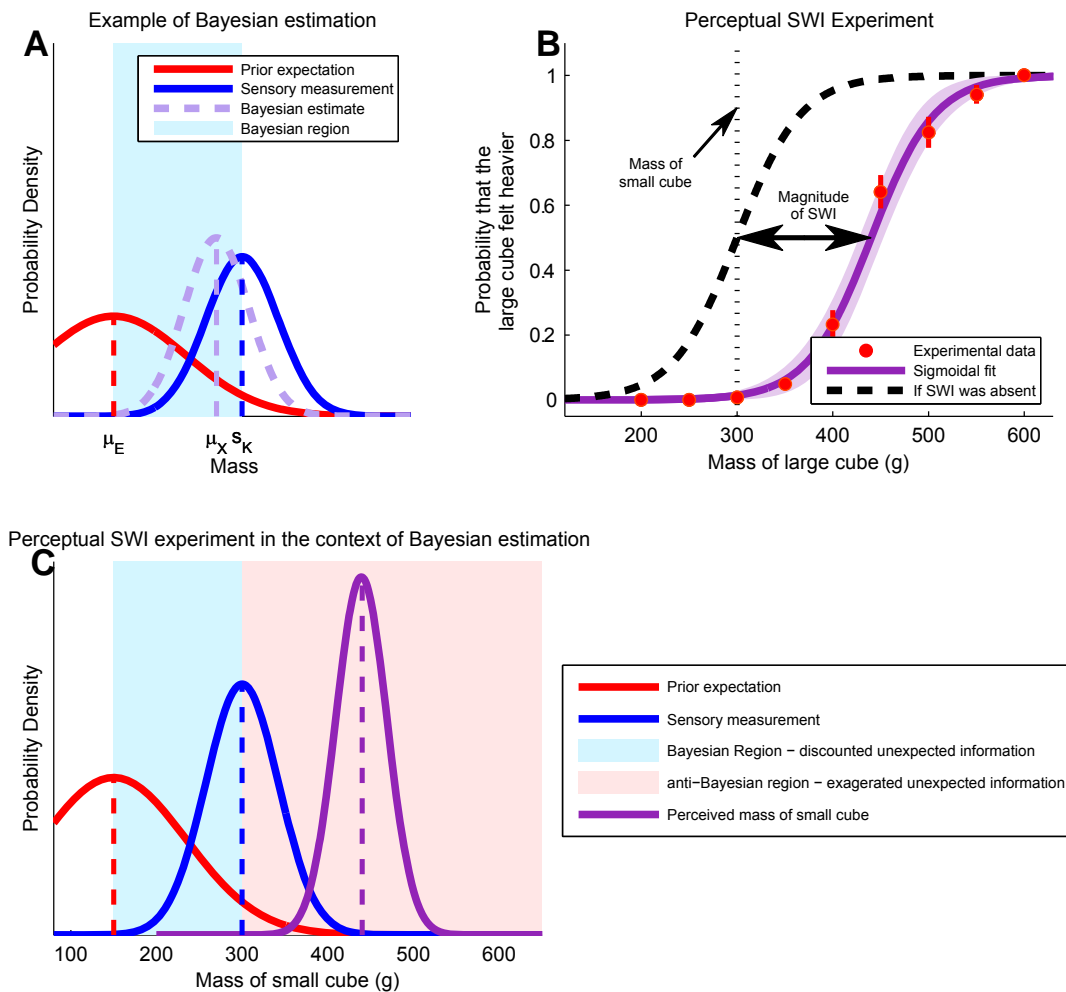 Example of Bayesian estimation
A
Prior expectation
Sensory measurement
Bayesian estimate
Bayesian region
Probability Density
μE
μX sK
Mass
Perceptual SWI Experiment
B
1
0.8
0.6
0.4
0.2
0
Probability that the
large cube felt heavier
Mass of
small cube
Magnitude
of SWI
Experimental data
Sigmoidal fit
If SWI was absent
200 300 400 500 600
Mass of large cube (g)
Perceptual SWI experiment in the context of Bayesian estimation
C
Probability Density
100 200 300 400 500 600
Mass of small cube (g)
Prior expectation
Sensory measurement
Bayesian Region − discounted unexpected information
anti−Bayesian region − exagerated unexpected information
Perceived mass of small cube